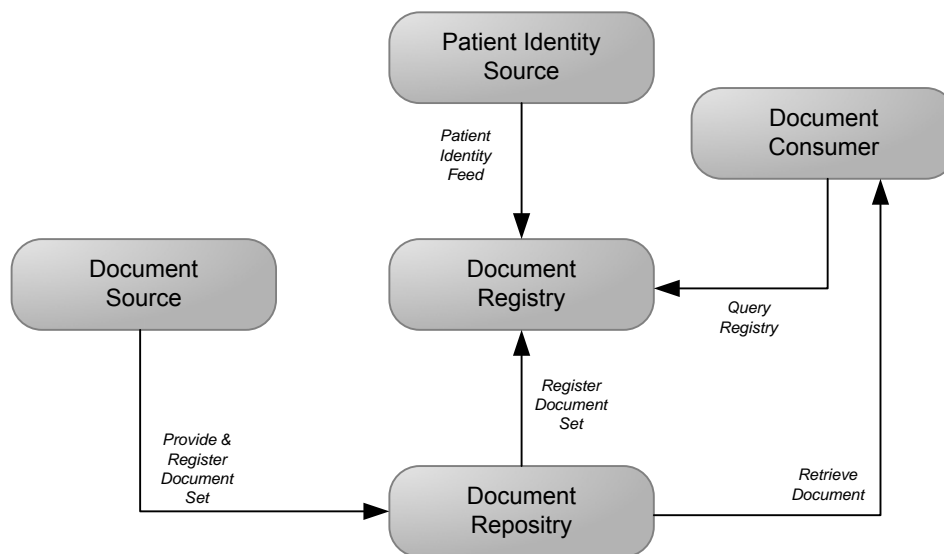 Patient Identity
Source
Document
Consumer
Patient
Identity
Feed
Document
Source
Document
Registry
Query
Registry
Register
Document
Set
Provide &
Register
Document
Set
Document
Repositry
Retrieve
Document